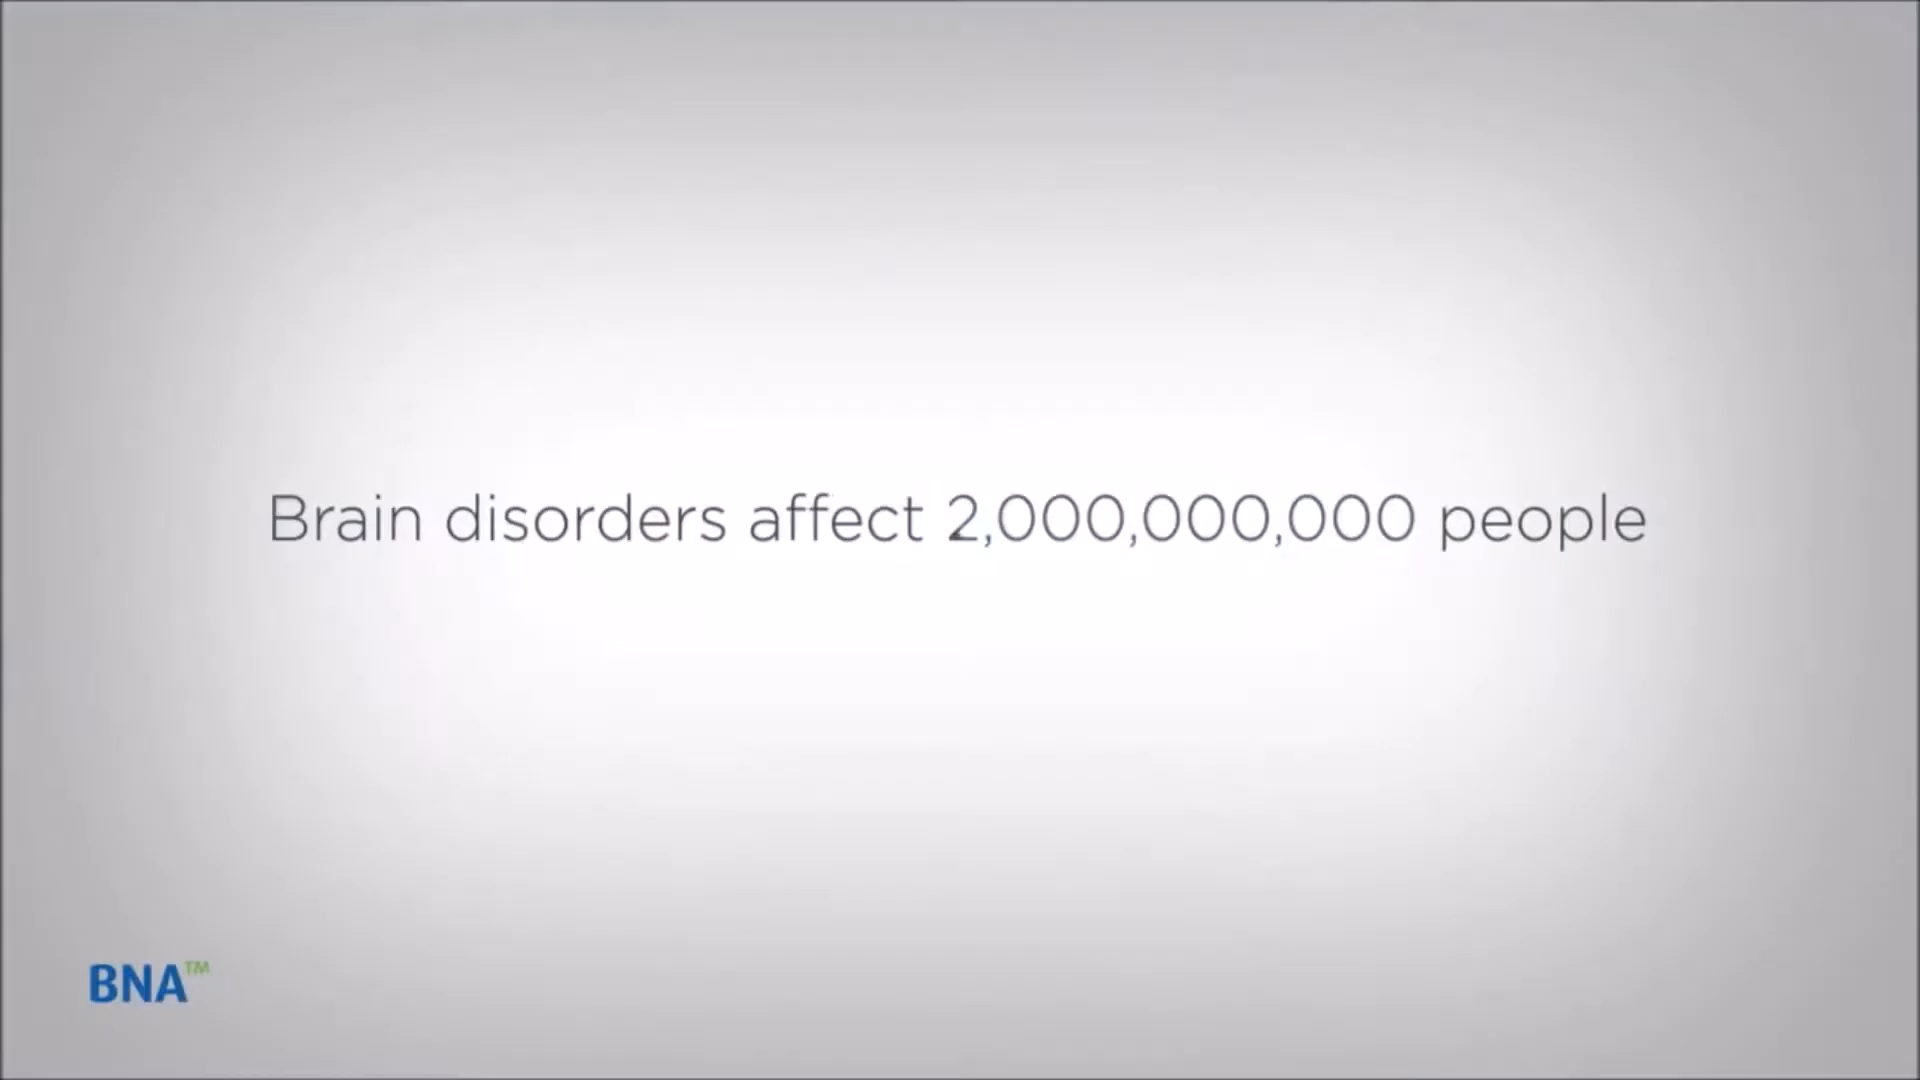 Brain disorders affect 2,000,000,000 people
BNA™